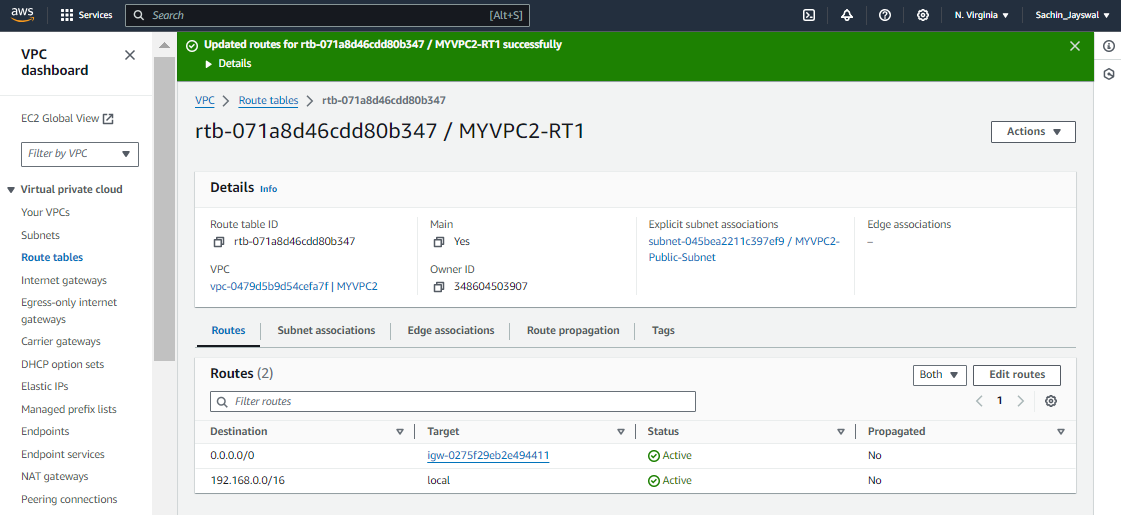 aws Services Search [Alt+S] N. Virginia Sachin_Jayswal
VPC dashboard
EC2 Global View
Filter by VPC
Virtual private cloud
Your VPCs
Subnets
Route tables
Internet gateways
Egress-only internet
gateways
Carrier gateways
DHCP option sets
Elastic IPs
Managed prefix lists
Endpoints
Endpoint services
NAT gateways
Peering connections
Updated routes for rtb-071a8d46cdd80b347 / MYVPC2-RT1 successfully
Details
VPC Route tables rtb-071a8d46cdd80b347
rtb-071a8d46cdd80b347 / MYVPC2-RT1
Actions
Details Info
Route table ID
rtb-071a8d46cdd80b347
Main
Yes
Explicit subnet associations
subnet-045bea2211c397ef9 / MYVPC2-
Public-Subnet
Edge associations
–
VPC
vpc-0479d5b9d54cefa7f | MYVPC2
Owner ID
348604503907
Routes Subnet associations Edge associations Route propagation Tags
Routes (2)
Both Edit routes
Filter routes
1
Destination Target Status Propagated
0.0.0.0/0 igw-0275f29eb2e494411 Active No
192.168.0.0/16 local Active No